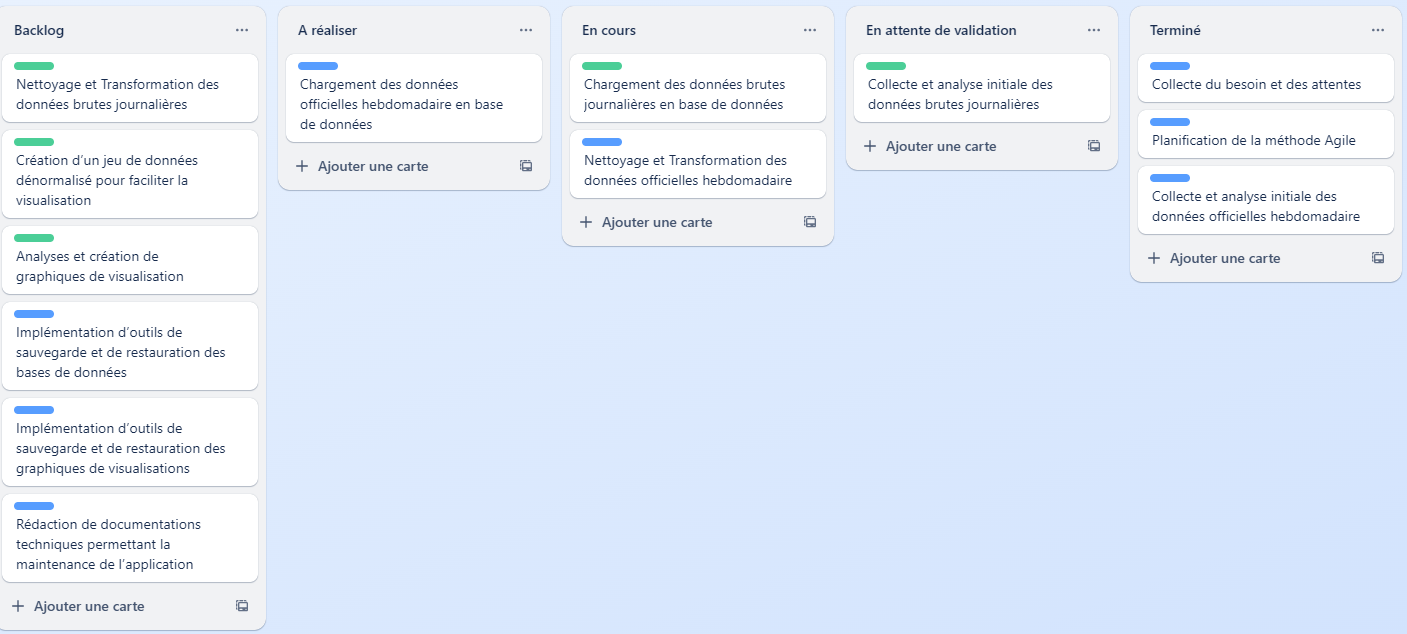 Backlog
Nettoyage et Transformation des
données brutes journalières
Création d’un jeu de données
dénormalisé pour faciliter la
visualisation
Analyses et création de
graphiques de visualisation
Implémentation d’outils de
sauvegarde et de restauration des
bases de données
Implémentation d’outils de
sauvegarde et de restauration des
graphiques de visualisations
Rédaction de documentations
techniques permettant la
maintenance de l’application
Ajouter une carte
A réaliser
Chargement des données
officielles hebdomadaire en base
de données
Ajouter une carte
En cours
Chargement des données brutes
journalières en base de données
Nettoyage et Transformation des
données officielles hebdomadaire
Ajouter une carte
En attente de validation
Collecte et analyse initiale des
données brutes journalières
Ajouter une carte
Terminé
Collecte du besoin et des attentes
Planification de la méthode Agile
Collecte et analyse initiale des
données officielles hebdomadaire
Ajouter une carte